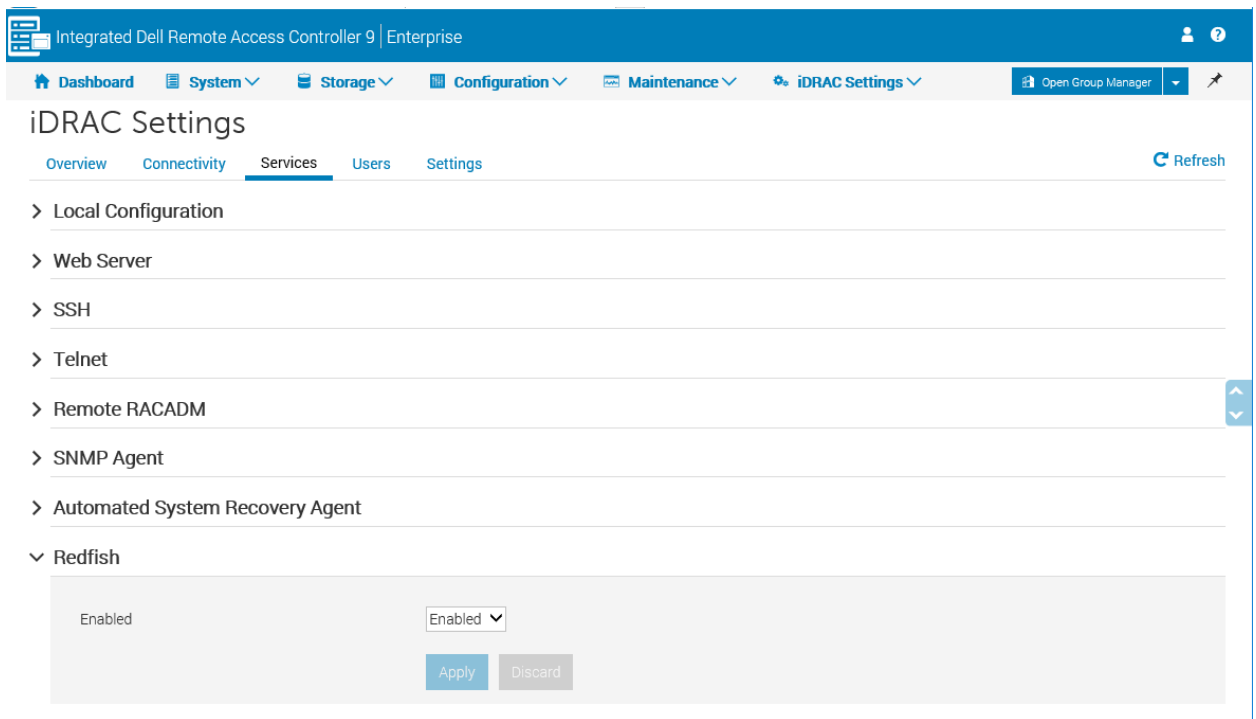 Integrated Dell Remote Access Controller 9 | Enterprise
Dashboard System Storage Configuration Maintenance iDRAC Settings Open Group Manager
iDRAC Settings
Overview Connectivity Services Users Settings Refresh
Local Configuration
Web Server
SSH
Telnet
Remote RACADM
SNMP Agent
Automated System Recovery Agent
Redfish
Enabled Enabled
Apply Discard